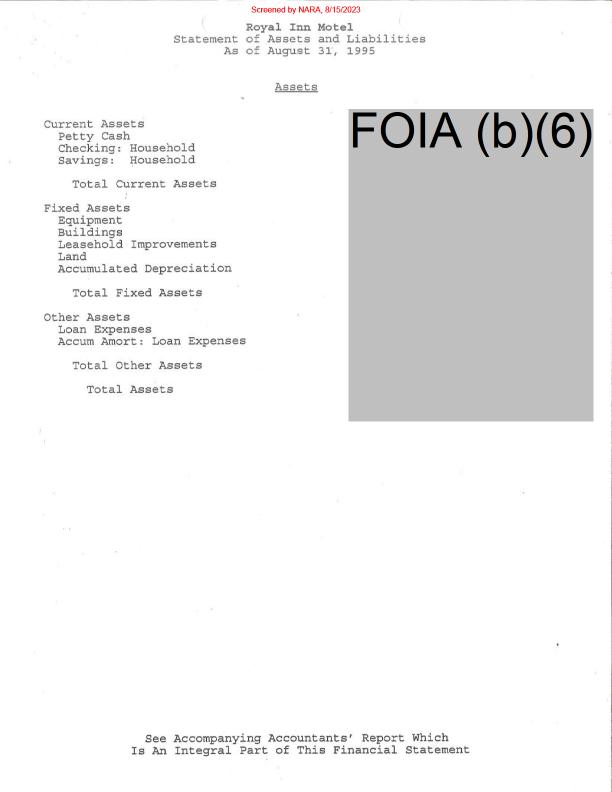 Screened by NARA, 8/15/2023
Royal Inn Motel
Statement of Assets and Liabilities
As of August 31, 1995
Assets
FOIA (b)(6)
Current Assets
Petty Cash
Checking: Household
Savings: Household
Total Current Assets
Fixed Assets
Equipment
Buildings
Leasehold Improvements
Land
Accumulated Depreciation
Total Fixed Assets
Other Assets
Loan Expenses
Accum Amort: Loan Expenses
Total Other Assets
Total Assets
See Accompanying Accountants' Report Which
Is An Integral Part of This Financial Statement